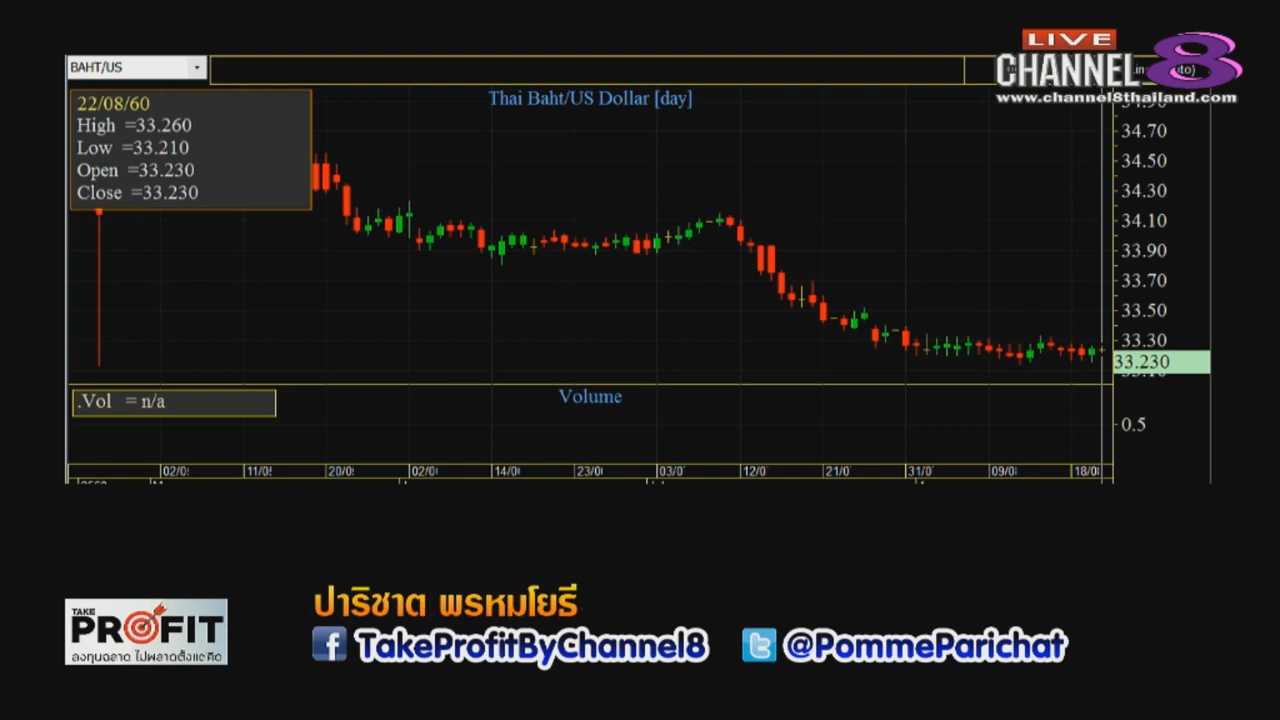 BAHT/US
LIVE
CHANNEL 8
www.channel8thailand.com
22/08/60
High =33.260
Low =33.210
Open =33.230
Close =33.230
Thai Baht/US Dollar [day]
34.70
34.50
34.30
34.10
33.90
33.70
33.50
33.30
33.230
.Vol = n/a
Volume
0.5
02/0 11/0 20/0 02/0 14/0 23/0 03/0 12/0 21/0 31/0 09/0 18/0
TAKE
PROFIT
ลงทุนฉลาด ไม่พลาดตั้งแต่คิด
ปาริชาต พรหมโยธี
TakeProfitByChannel8 @PommeParichat